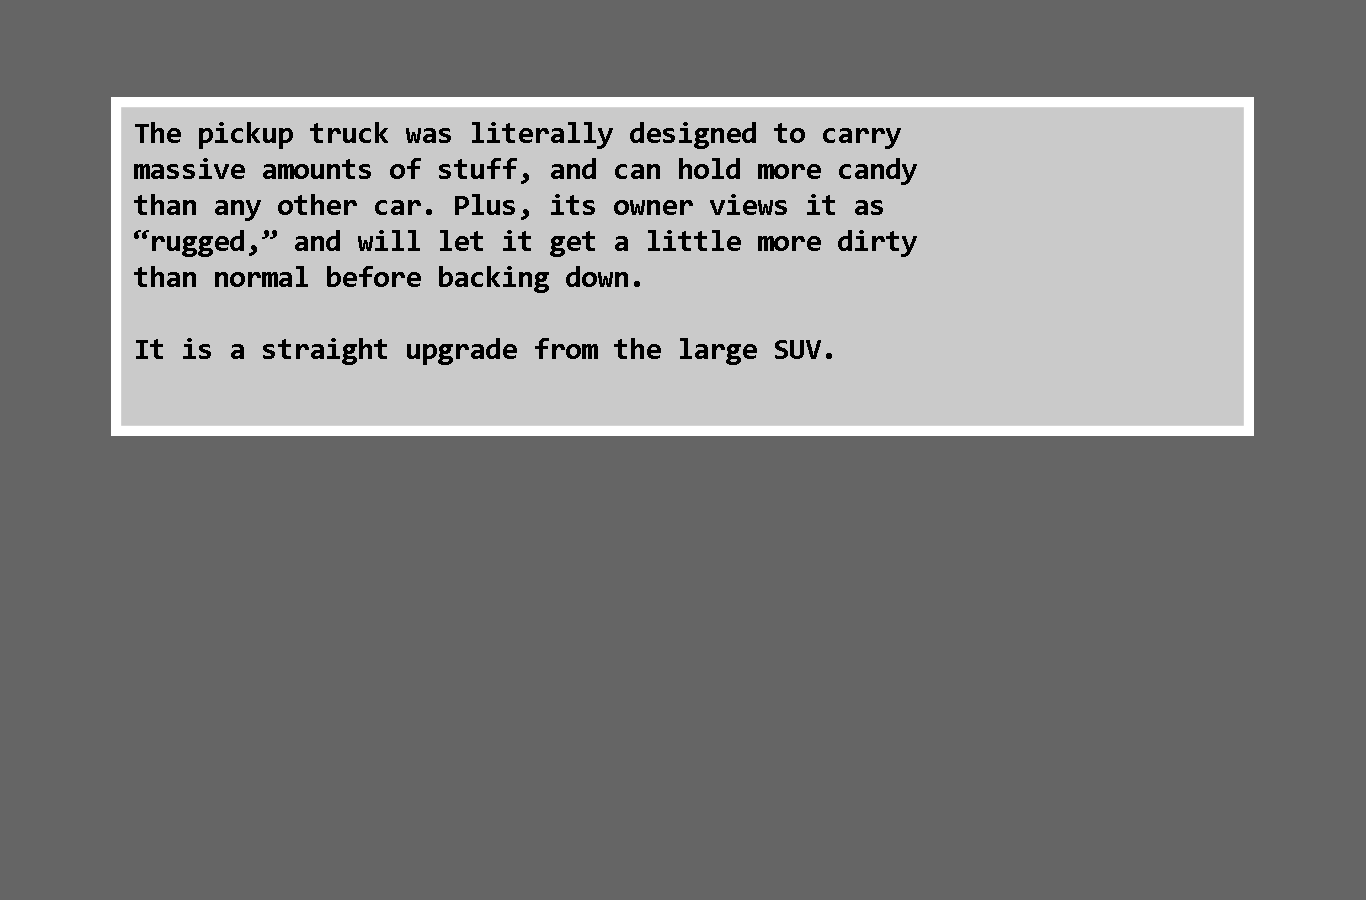 The pickup truck was literally designed to carry
massive amounts of stuff, and can hold more candy
than any other car. Plus, its owner views it as
“rugged,” and will let it get a little more dirty
than normal before backing down.

It is a straight upgrade from the large SUV.